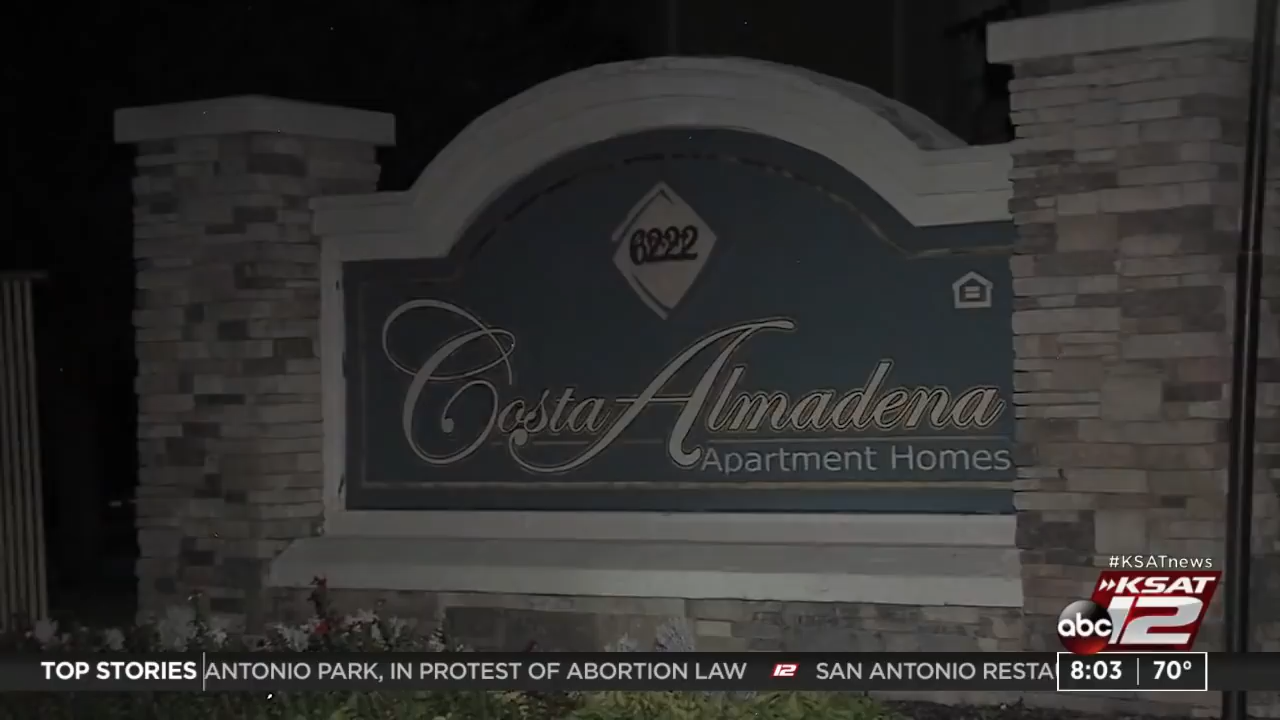 6222
Costa Almadena
Apartment Homes
#KSATnews
KSAT
abc 12
TOP STORIES ANTONIO PARK, IN PROTEST OF ABORTION LAW 12 SAN ANTONIO RESTA 8:03 70°